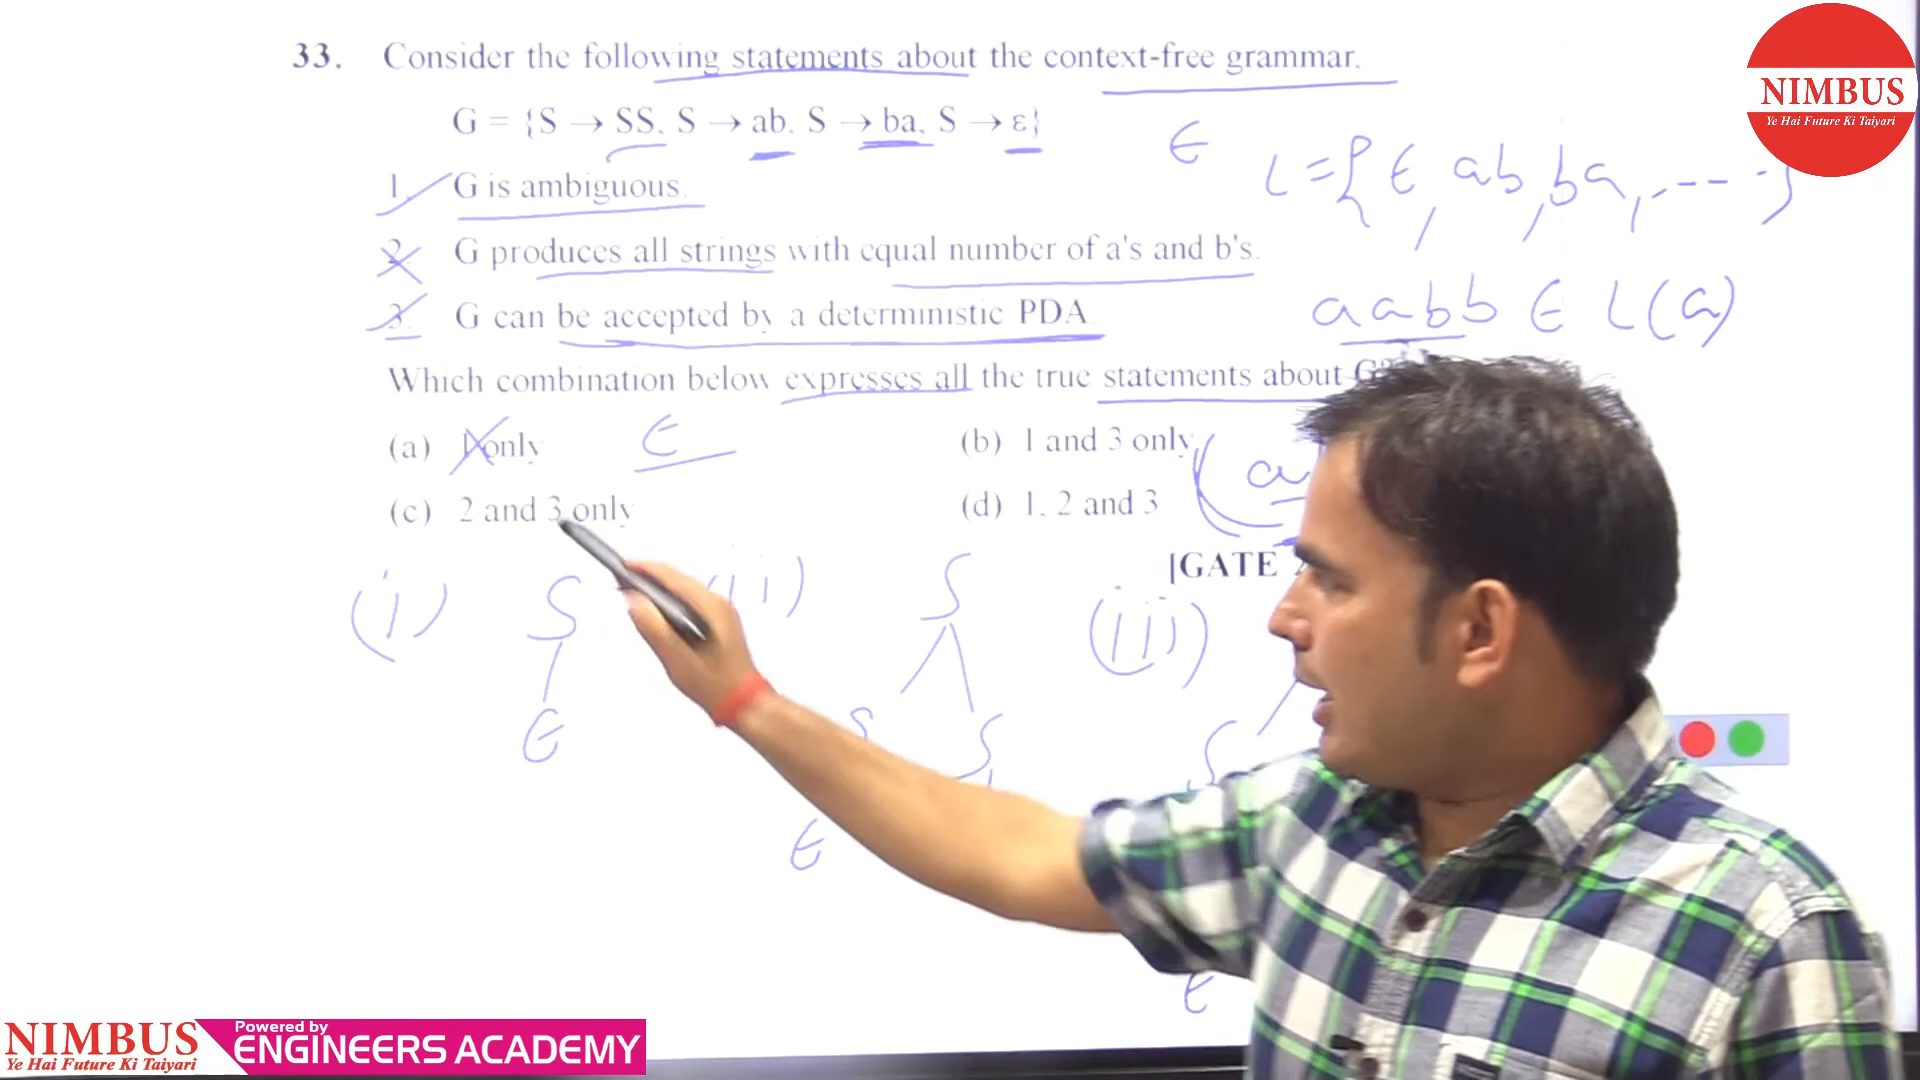 33. Consider the following statements about the context-free grammar.
G = {S → SS, S → ab, S → ba, S → ε}
ϵ
L = { ϵ, ab, ba, ---- }
1. G is ambiguous.
2. G produces all strings with equal number of a's and b's.
3. G can be accepted by a deterministic PDA.
aabb ∈ L(G)
Which combination below expresses all the true statements about G?
(a) 1 only
ϵ
(b) 1 and 3 only
(c) 2 and 3 only
(d) 1, 2 and 3
[GATE
(i) S
ϵ
(ii) S
S S
ϵ
(iii)
S
ϵ
NIMBUS
Ye Hai Future Ki Taiyari
NIMBUS
Ye Hai Future Ki Taiyari
Powered by
ENGINEERS ACADEMY